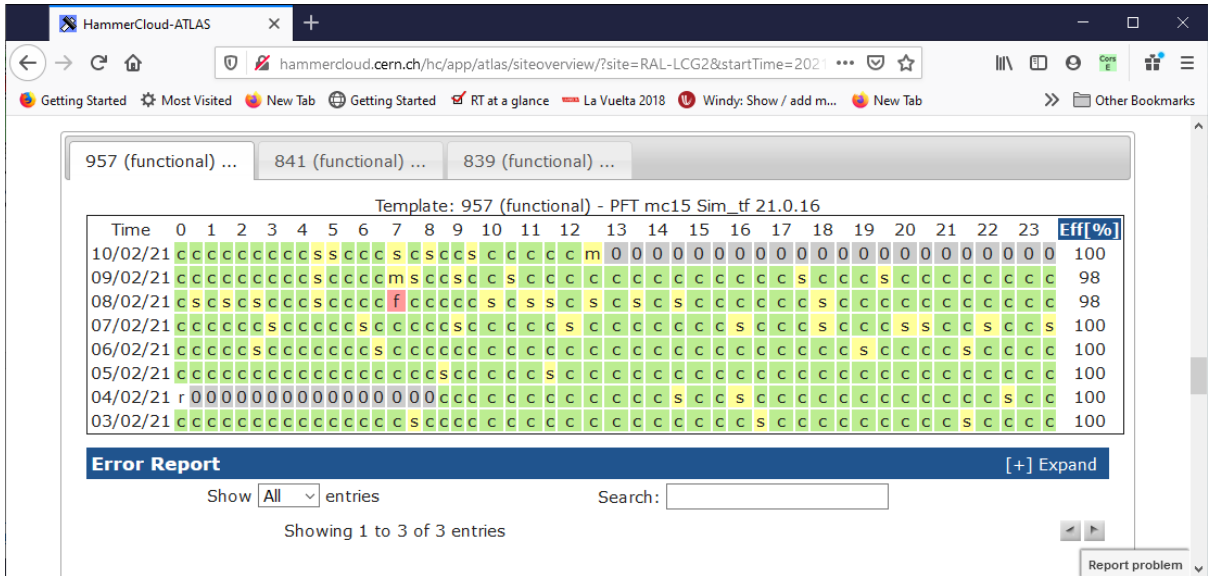 HammerCloud-ATLAS
hammercloud.cern.ch/hc/app/atlas/siteoverview/?site=RAL-LCG2&startTime=2021
Getting Started Most Visited New Tab Getting Started RT at a glance La Vuelta 2018 Windy: Show / add m... New Tab Other Bookmarks
957 (functional) ... 841 (functional) ... 839 (functional) ...
Template: 957 (functional) - PFT mc15 Sim_tf 21.0.16
Time 0 1 2 3 4 5 6 7 8 9 10 11 12 13 14 15 16 17 18 19 20 21 22 23 Eff[%]
10/02/21 c c c c c c c c c s s c c c s c s c c s c c c c c m 0 0 0 0 0 0 0 0 0 0 0 0 0 0 0 0 0 0 0 0 0 0 100
09/02/21 c c c c c c c c c s c c c c m s c c s c c s c c c c c c c c c c c c c s c c c s c c c c c c c c 98
08/02/21 c s c s c s c c c s c c c c f c c c c c s c s s c s c s c s c c c c c c s c c c c c c c c c c c 98
07/02/21 c c c c c c s c c c c c s c c c c c s c c c c c s c c c c c c c s c c c s c c c s s c c s c c s 100
06/02/21 c c c c c s c c c c c c c s c c c c c c c c c c c c c c c c c c c c c c c c s c c c c s c c c c 100
05/02/21 c c c c c c c c c c c c c c c c c s c c c c c s c c c c c c c c c c c c c c c c c c c c c c c c 100
04/02/21 r 0 0 0 0 0 0 0 0 0 0 0 0 0 0 0 0 c c c c c c c c c c c c s c c s c c c c c c c c c c c c s c c 100
03/02/21 c c c c c c c c c c c c c c c s c c c c c c c c c c c c c c c c c s c c c c c c c c c s c c c c 100
Error Report [+] Expand
Show All entries Search:
Showing 1 to 3 of 3 entries
Report problem